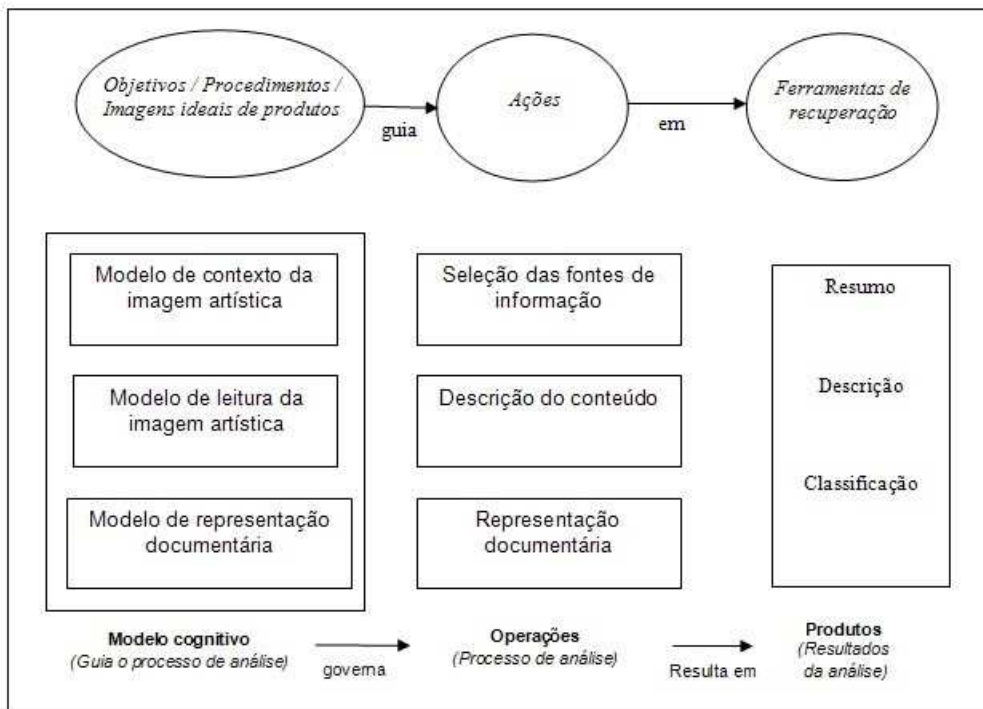 Objetivos / Procedimentos /
Imagens ideais de produtos
guia
Ações
em
Ferramentas de
recuperação
Modelo de contexto da
imagem artística
Modelo de leitura da
imagem artística
Modelo de representação
documentária
Seleção das fontes de
informação
Descrição do conteúdo
Representação
documentária
Resumo
Descrição
Classificação
Modelo cognitivo
(Guia o processo de análise)
governa
Operações
(Processo de análise)
Resulta em
Produtos
(Resultados
da análise)